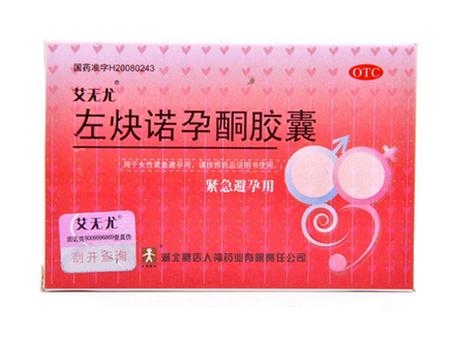 国药准字H20080243
OTC
艾无尤
左炔诺孕酮胶囊
用于女性紧急避孕用，请按照药品说明书使用。
紧急避孕用
艾无尤
刮开查询
湖北葛店人福药业有限责任公司